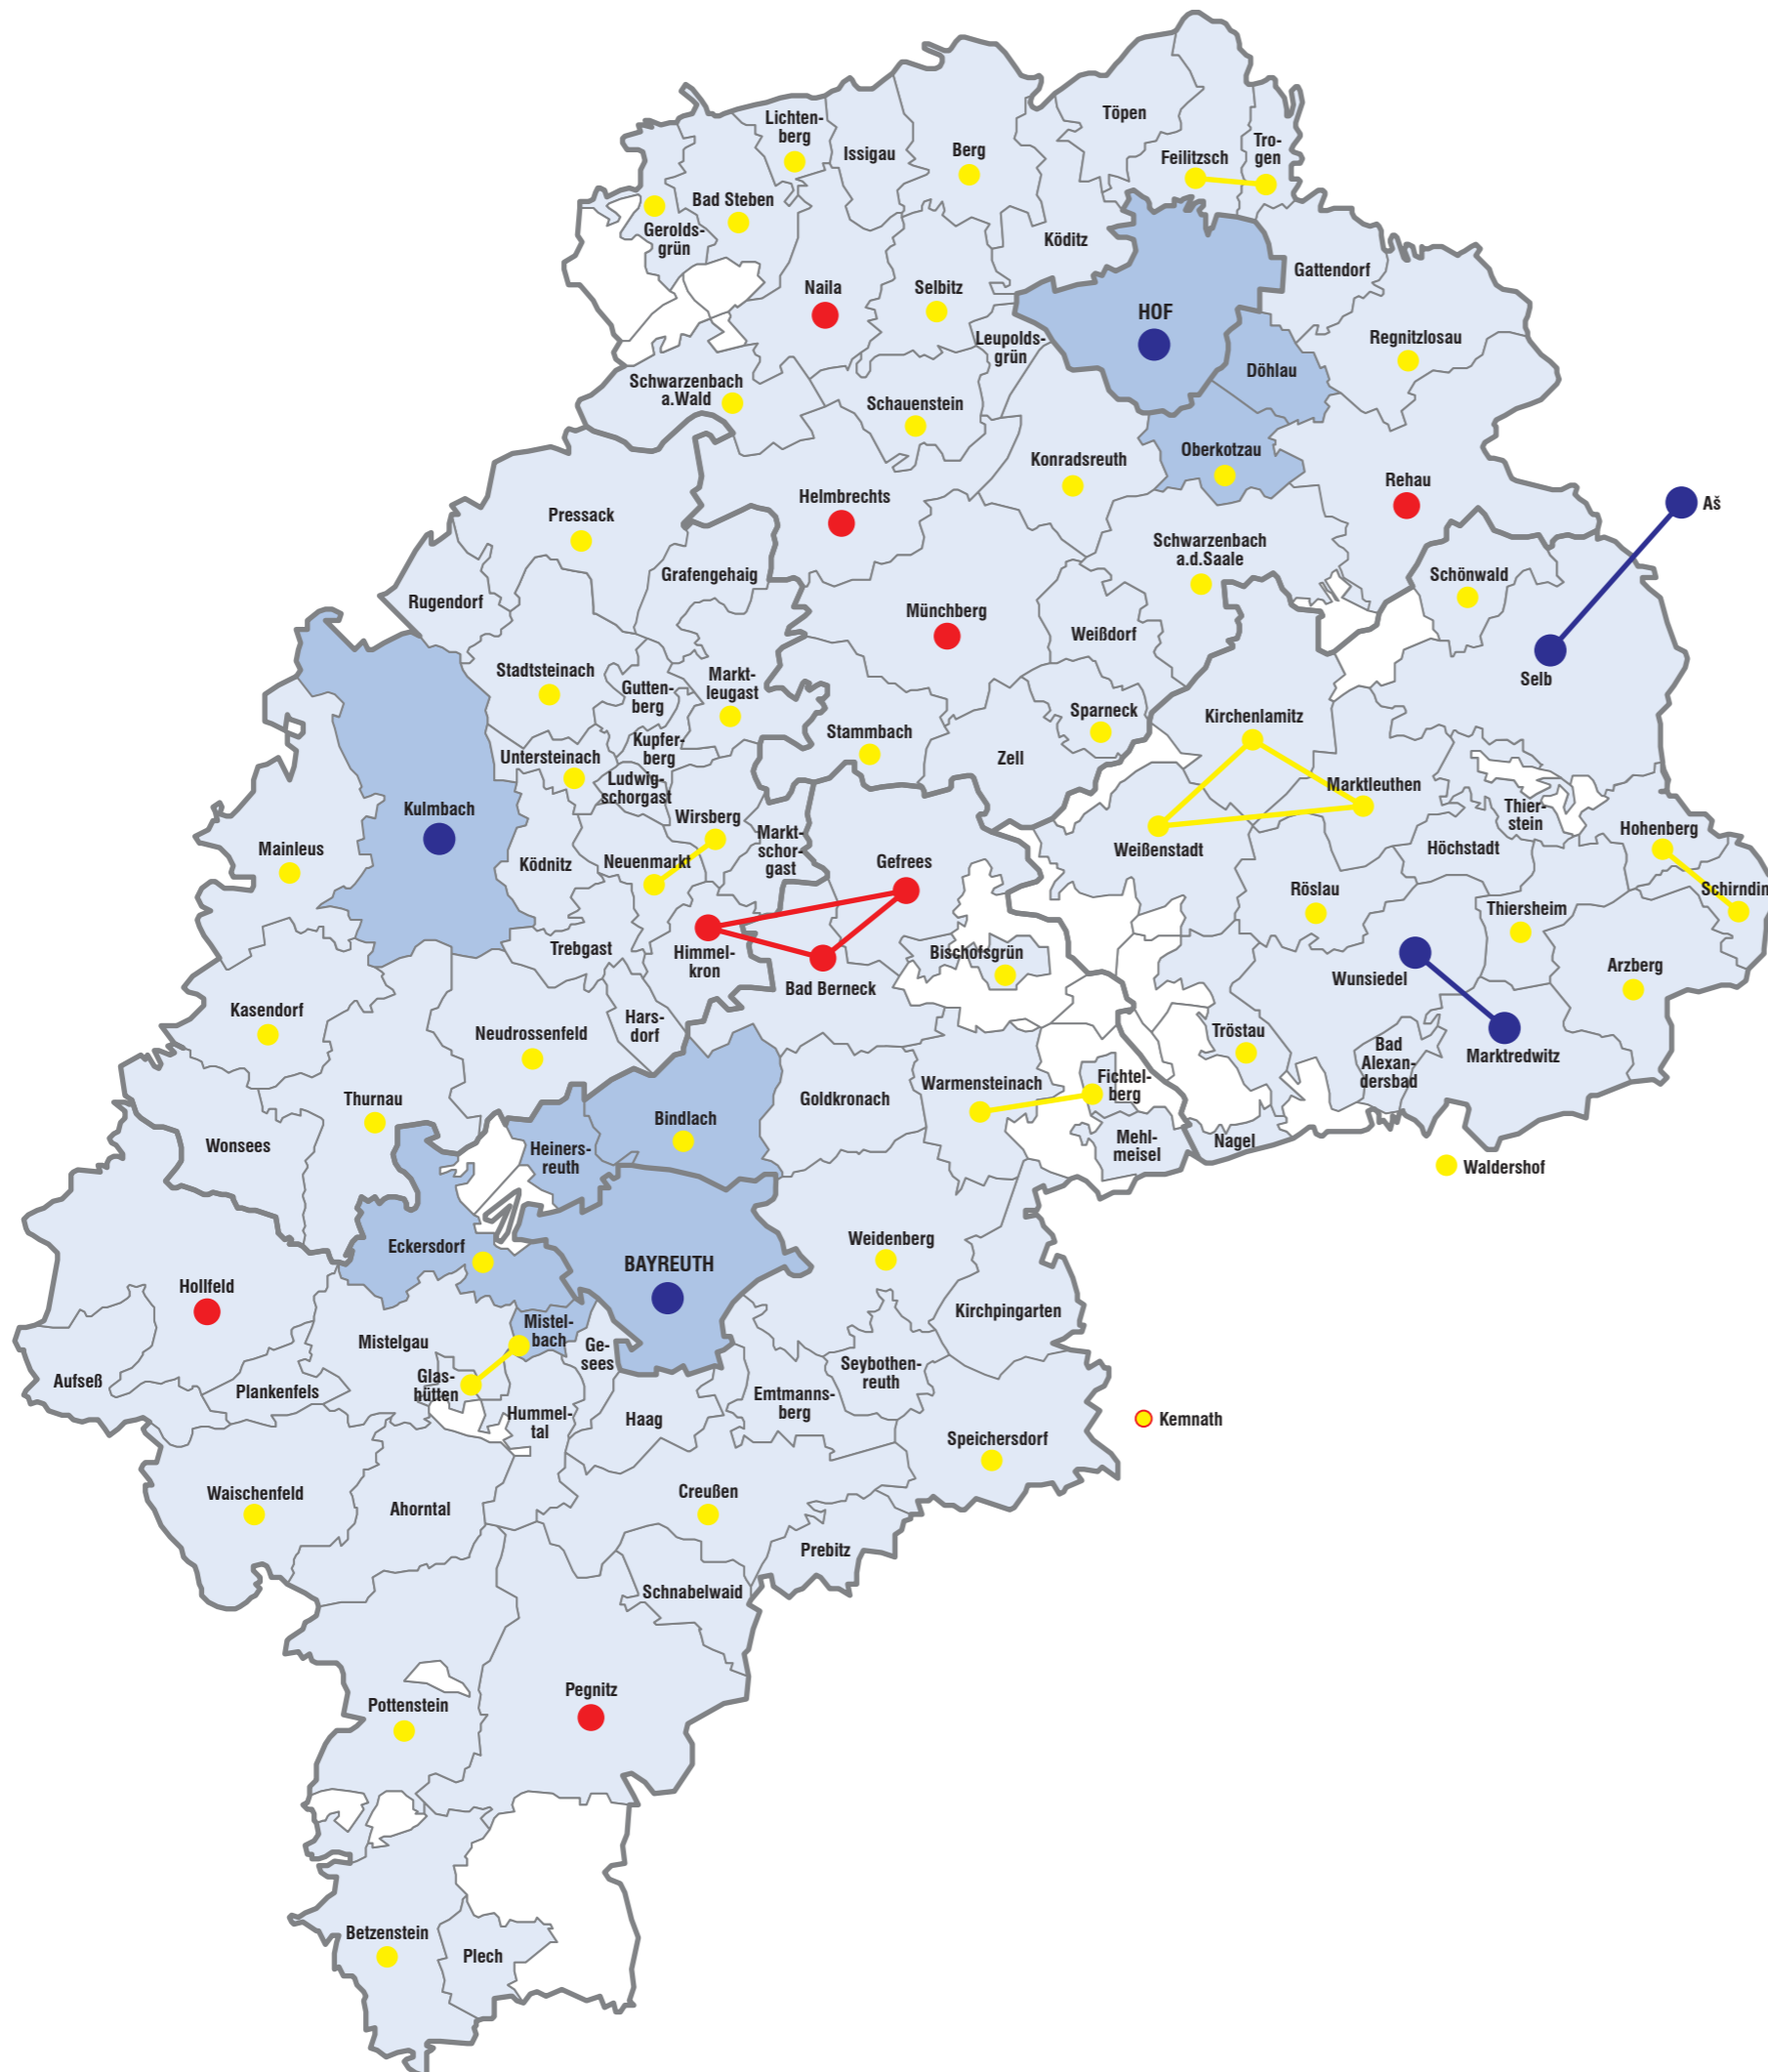 Töpen
Lichten-
berg
Issigau
Berg
Feilitzsch
Tro-
gen
Bad Steben
Gerolds-
grün
Köditz
Gattendorf
Naila
Selbitz
HOF
Leupolds-
grün
Regnitzlosau
Döhlau
Schwarzenbach
a.Wald
Schauenstein
Konradsreuth
Oberkotzau
Rehau
Helmbrechts
Aš
Pressack
Schwarzenbach
a.d.Saale
Grafengehaig
Schönwald
Rugendorf
Münchberg
Weißdorf
Stadtsteinach
Gutten-
berg
Markt-
leugast
Selb
Sparneck
Kirchenlamitz
Stammbach
Kupfer-
berg
Untersteinach
Zell
Ludwig-
schorgast
Marktleuthen
Kulmbach
Wirsberg
Thier-
stein
Hohenberg
Mainleus
Markt-
schor-
gast
Ködnitz
Neuenmarkt
Gefrees
Weißenstadt
Höchstadt
Röslau
Schirndin
Thiersheim
Trebgast
Himmel-
kron
Bischofsgrün
Arzberg
Wunsiedel
Bad Berneck
Kasendorf
Neudrossenfeld
Hars-
dorf
Tröstau
Bad
Alexan-
dersbad
Marktredwitz
Warmensteinach
Fichtel-
berg
Thurnau
Goldkronach
Bindlach
Wonsees
Heiners-
reuth
Mehl-
meisel
Nagel
Waldershof
Weidenberg
Eckersdorf
BAYREUTH
Hollfeld
Kirchpingarten
Mistelgau
Mistel-
bach
Ge-
sees
Seybothen-
reuth
Aufseß
Plankenfels
Glas-
hütten
Emtmanns-
berg
Hummel-
tal
Haag
Kemnath
Speichersdorf
Waischenfeld
Ahorntal
Creußen
Prebitz
Schnabelwaid
Pegnitz
Pottenstein
Betzenstein
Plech